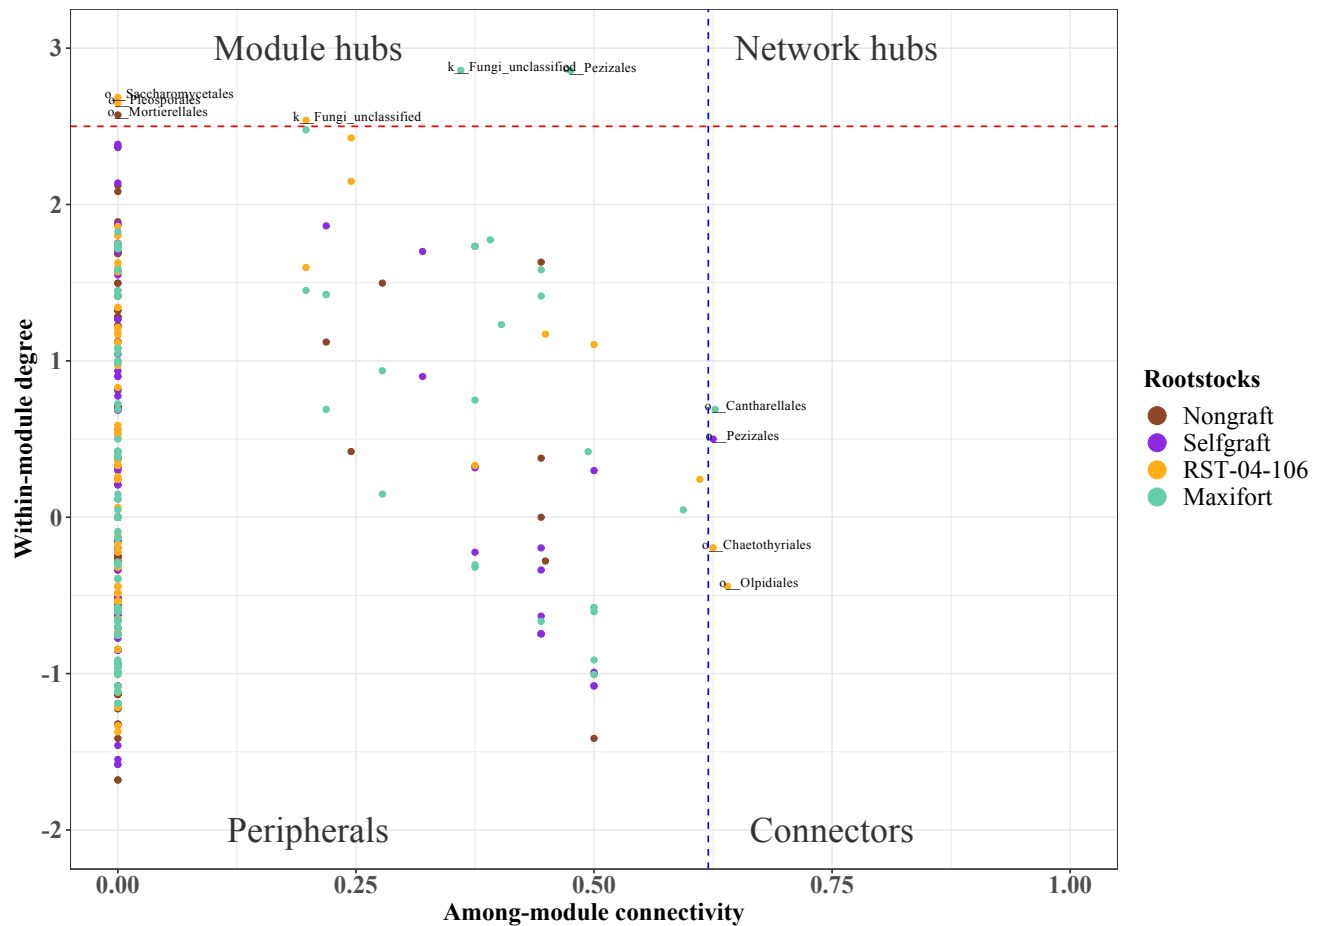 Module hubs
Network hubs
k__Fungi_unclassified
o__Pezizales
o__Saccharomycetales
o__Pleosporales
o__Mortierellales
k__Fungi_unclassified
o__Cantharellales
o__Pezizales
o__Chaetothyriales
o__Olpidiales
Peripherals
Connectors
3
2
1
0
-1
-2
Within-module degree
0.00
0.25
0.50
0.75
1.00
Among-module connectivity
Rootstocks
Nongraft
Selfgraft
RST-04-106
Maxifort